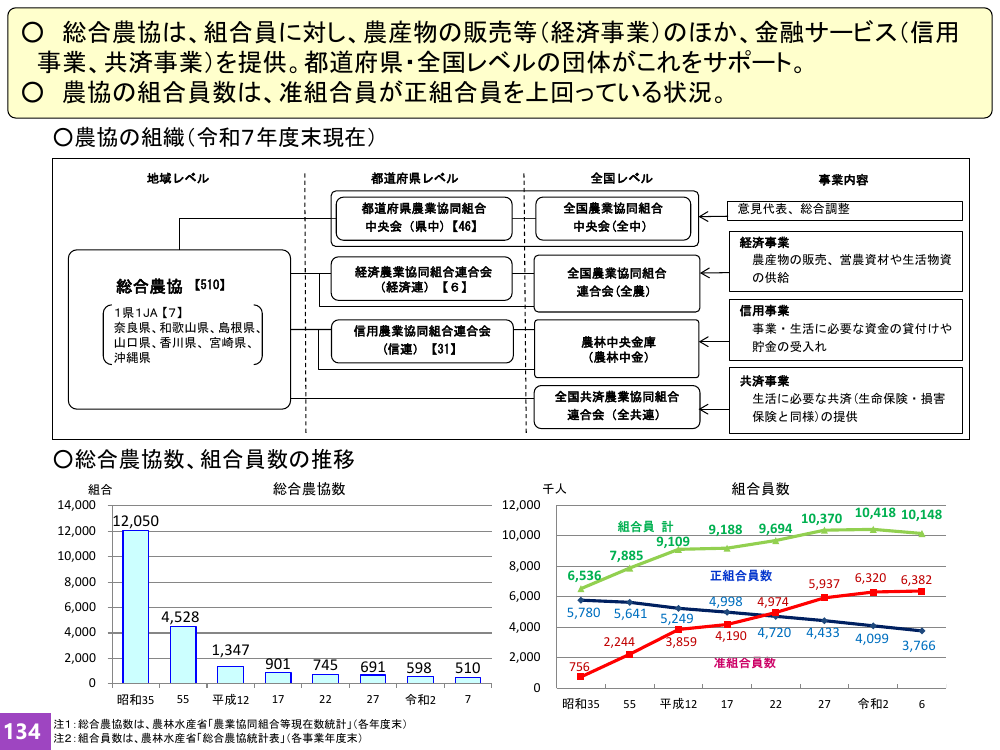 〇　総合農協は、組合員に対し、農産物の販売等（経済事業）のほか、金融サービス（信用
事業、共済事業）を提供。都道府県・全国レベルの団体がこれをサポート。
〇　農協の組合員数は、准組合員が正組合員を上回っている状況。
〇農協の組織（令和７年度末現在）
地域レベル
都道府県レベル
全国レベル
事業内容
都道府県農業協同組合
中央会（県中）【46】
全国農業協同組合
中央会（全中）
意見代表、総合調整
総合農協【510】
１県１JA【７】
奈良県、和歌山県、島根県、
山口県、香川県、宮崎県、
沖縄県
経済農業協同組合連合会
（経済連）【６】
全国農業協同組合
連合会（全農）
経済事業
農産物の販売、営農資材や生活物資
の供給
信用農業協同組合連合会
（信連）【31】
農林中央金庫
（農林中金）
信用事業
事業・生活に必要な資金の貸付けや
貯金の受入れ
全国共済農業協同組合
連合会（全共連）
共済事業
生活に必要な共済（生命保険・損害
保険と同様）の提供
〇総合農協数、組合員数の推移
組合
総合農協数
14,000
12,000
10,000
8,000
6,000
4,000
2,000
0
12,050
4,528
1,347
901
745
691
598
510
昭和35
55
平成12
17
22
27
令和2
7
千人
組合員数
12,000
10,000
8,000
6,000
4,000
2,000
0
組合員 計
6,536
7,885
9,109
9,188
9,694
10,370
10,418
10,148
正組合員数
5,780
5,641
5,249
4,998
4,720
4,433
4,099
3,766
756
2,244
3,859
4,190
4,974
5,937
6,320
6,382
准組合員数
昭和35
55
平成12
17
22
27
令和2
6
注１：総合農協数は、農林水産省「農業協同組合等現在数統計」（各年度末）
注２：組合員数は、農林水産省「総合農協統計表」（各事業年度末）
134